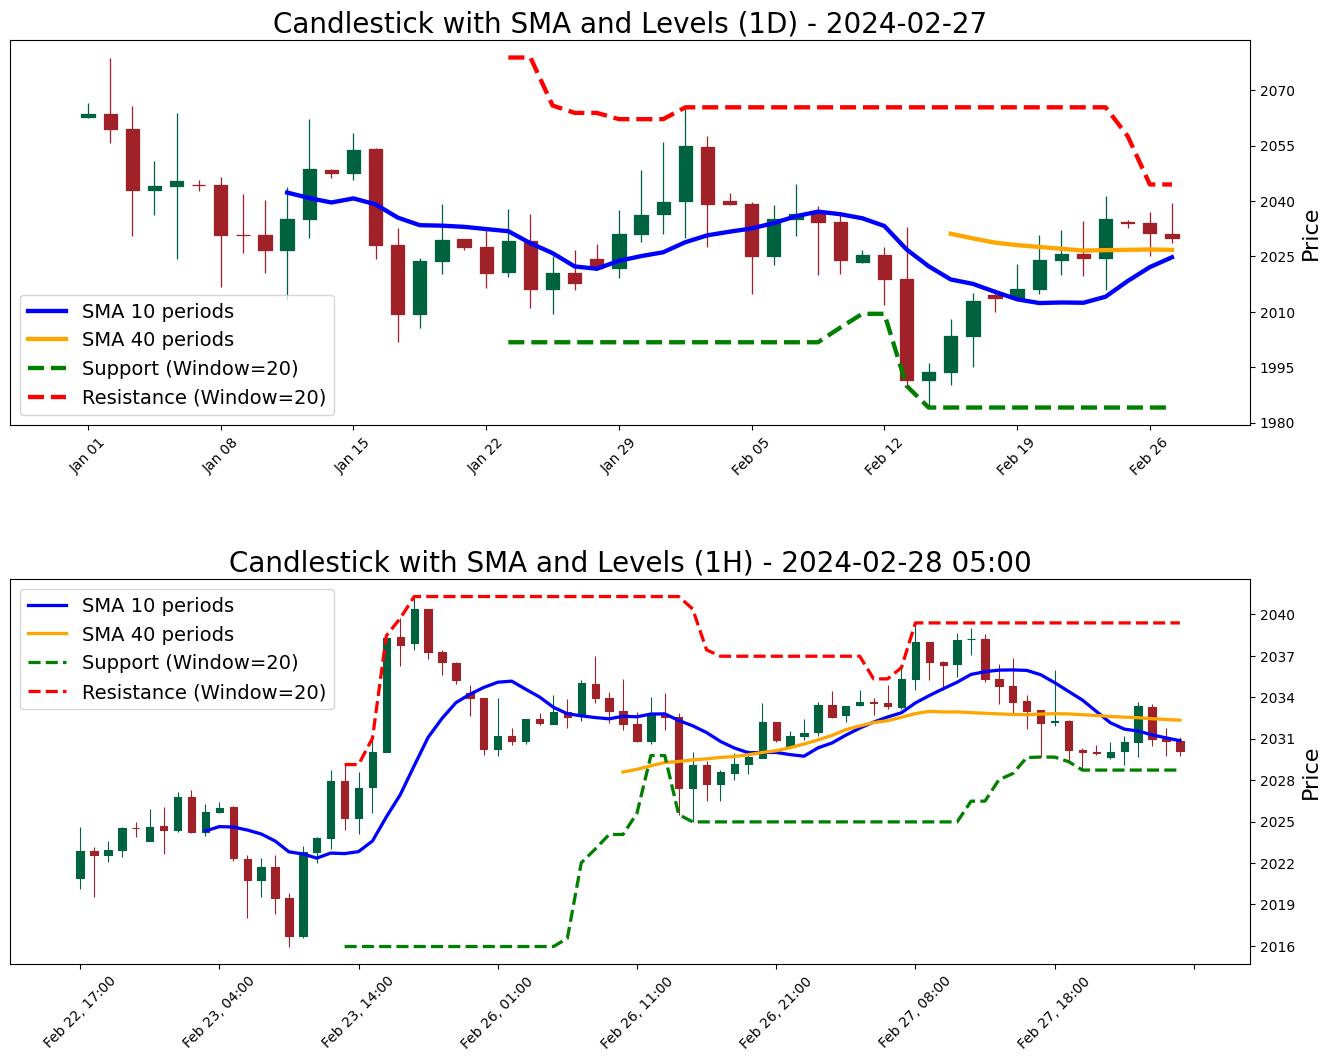 Candlestick with SMA and Levels (1D) - 2024-02-27
2070
2055
2040
2025
2010
1995
1980
Price
SMA 10 periods
SMA 40 periods
Support (Window=20)
Resistance (Window=20)
Jan 01
Jan 08
Jan 15
Jan 22
Jan 29
Feb 05
Feb 12
Feb 19
Feb 26
Candlestick with SMA and Levels (1H) - 2024-02-28 05:00
SMA 10 periods
SMA 40 periods
Support (Window=20)
Resistance (Window=20)
2040
2037
2034
2031
2028
2025
2022
2019
2016
Price
Feb 22, 17:00
Feb 23, 04:00
Feb 23, 14:00
Feb 26, 01:00
Feb 26, 11:00
Feb 26, 21:00
Feb 27, 08:00
Feb 27, 18:00